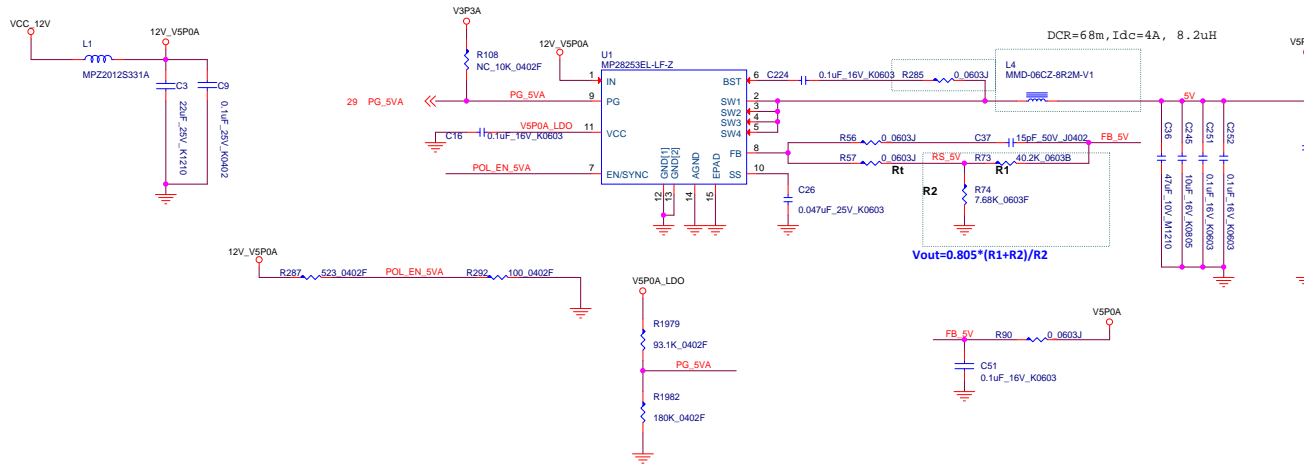 VCC_12V
L1
MPZ2012S331A
12V_V5P0A
C3
22uF_25V_K1210
C9
0.1uF_25V_K0402
V3P3A
R108
NC_10K_0402F
29 PG_5VA
PG_5VA
12V_V5P0A
U1
MP28253EL-LF-Z
1 IN
9 PG
11 VCC
7 EN/SYNC
BST 6
SW1 2
SW2 3
SW3 4
SW4 5
FB 8
SS 10
GND[1] 12
GND[2] 13
AGND 14
EPAD 15
V5P0A_LDO
C16
0.1uF_16V_K0603
POL_EN_5VA
C224
0.1uF_16V_K0603
R285
0_0603J
DCR=68m,Idc=4A, 8.2uH
L4
MMD-06CZ-8R2M-V1
5V
R56
0_0603J
C37
15pF_50V_J0402
FB_5V
R57
0_0603J
Rt
RS_5V
R73
40.2K_0603B
R1
R2
R74
7.68K_0603F
C26
0.047uF_25V_K0603
Vout=0.805*(R1+R2)/R2
C36
47uF_10V_M1210
C245
10uF_16V_K0805
C251
0.1uF_16V_K0603
C252
0.1uF_16V_K0603
12V_V5P0A
R287
523_0402F
POL_EN_5VA
R292
100_0402F
V5P0A_LDO
R1979
93.1K_0402F
PG_5VA
R1982
180K_0402F
FB_5V
R90
0_0603J
V5P0A
C51
0.1uF_16V_K0603